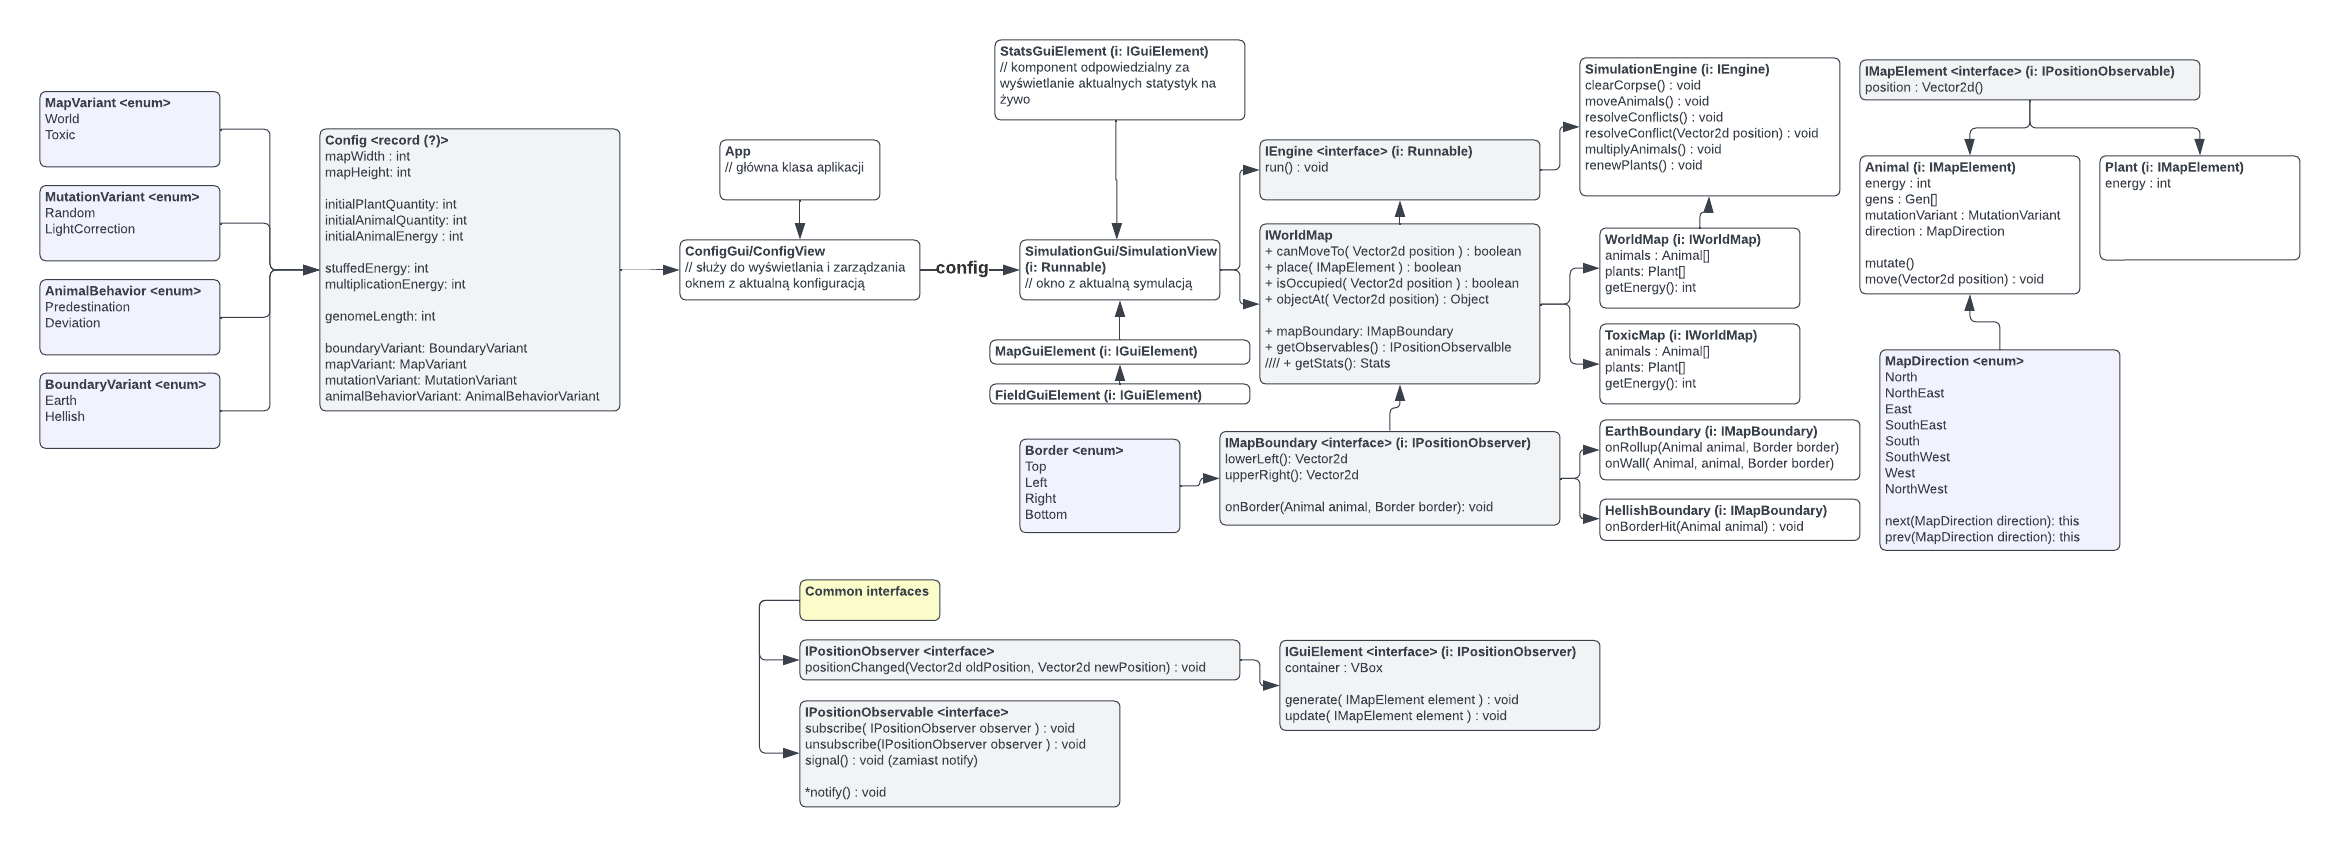 MapVariant <enum>
World
Toxic
MutationVariant <enum>
Random
LightCorrection
AnimalBehavior <enum>
Predestination
Deviation
BoundaryVariant <enum>
Earth
Hellish
Config <record (?)>
mapWidth : int
mapHeight: int
initialPlantQuantity: int
initialAnimalQuantity: int
initialAnimalEnergy : int
stuffedEnergy: int
multiplicationEnergy: int
genomeLength: int
boundaryVariant: BoundaryVariant
mapVariant: MapVariant
mutationVariant: MutationVariant
animalBehaviorVariant: AnimalBehaviorVariant
App
// główna klasa aplikacji
ConfigGui/ConfigView
// służy do wyświetlania i zarządzania
oknem z aktualną konfiguracją
config
StatsGuiElement (i: IGuiElement)
// komponent odpowiedzialny za
wyświetlanie aktualnych statystyk na
żywo
SimulationGui/SimulationView
(i: Runnable)
// okno z aktualną symulacją
MapGuiElement (i: IGuiElement)
FieldGuiElement (i: IGuiElement)
Border <enum>
Top
Left
Right
Bottom
IEngine <interface> (i: Runnable)
run() : void
IWorldMap
+ canMoveTo( Vector2d position ) : boolean
+ place( IMapElement ) : boolean
+ isOccupied( Vector2d position ) : boolean
+ objectAt( Vector2d position) : Object
+ mapBoundary: IMapBoundary
+ getObservables() : IPositionObservalble
//// + getStats(): Stats
IMapBoundary <interface> (i: IPositionObserver)
lowerLeft(): Vector2d
upperRight(): Vector2d
onBorder(Animal animal, Border border): void
SimulationEngine (i: IEngine)
clearCorpse() : void
moveAnimals() : void
resolveConflicts() : void
resolveConflict(Vector2d position) : void
multiplyAnimals() : void
renewPlants() : void
WorldMap (i: IWorldMap)
animals : Animal[]
plants: Plant[]
getEnergy(): int
ToxicMap (i: IWorldMap)
animals : Animal[]
plants: Plant[]
getEnergy(): int
EarthBoundary (i: IMapBoundary)
onRollup(Animal animal, Border border)
onWall( Animal, animal, Border border)
HellishBoundary (i: IMapBoundary)
onBorderHit(Animal animal) : void
IMapElement <interface> (i: IPositionObservable)
position : Vector2d()
Animal (i: IMapElement)
energy : int
gens : Gen[]
mutationVariant : MutationVariant
direction : MapDirection
mutate()
move(Vector2d position) : void
Plant (i: IMapElement)
energy : int
MapDirection <enum>
North
NorthEast
East
SouthEast
South
SouthWest
West
NorthWest
next(MapDirection direction): this
prev(MapDirection direction): this
Common interfaces
IPositionObserver <interface>
positionChanged(Vector2d oldPosition, Vector2d newPosition) : void
IPositionObservable <interface>
subscribe( IPositionObserver observer ) : void
unsubscribe(IPositionObserver observer ) : void
signal() : void (zamiast notify)
*notify() : void
IGuiElement <interface> (i: IPositionObserver)
container : VBox
generate( IMapElement element ) : void
update( IMapElement element ) : void